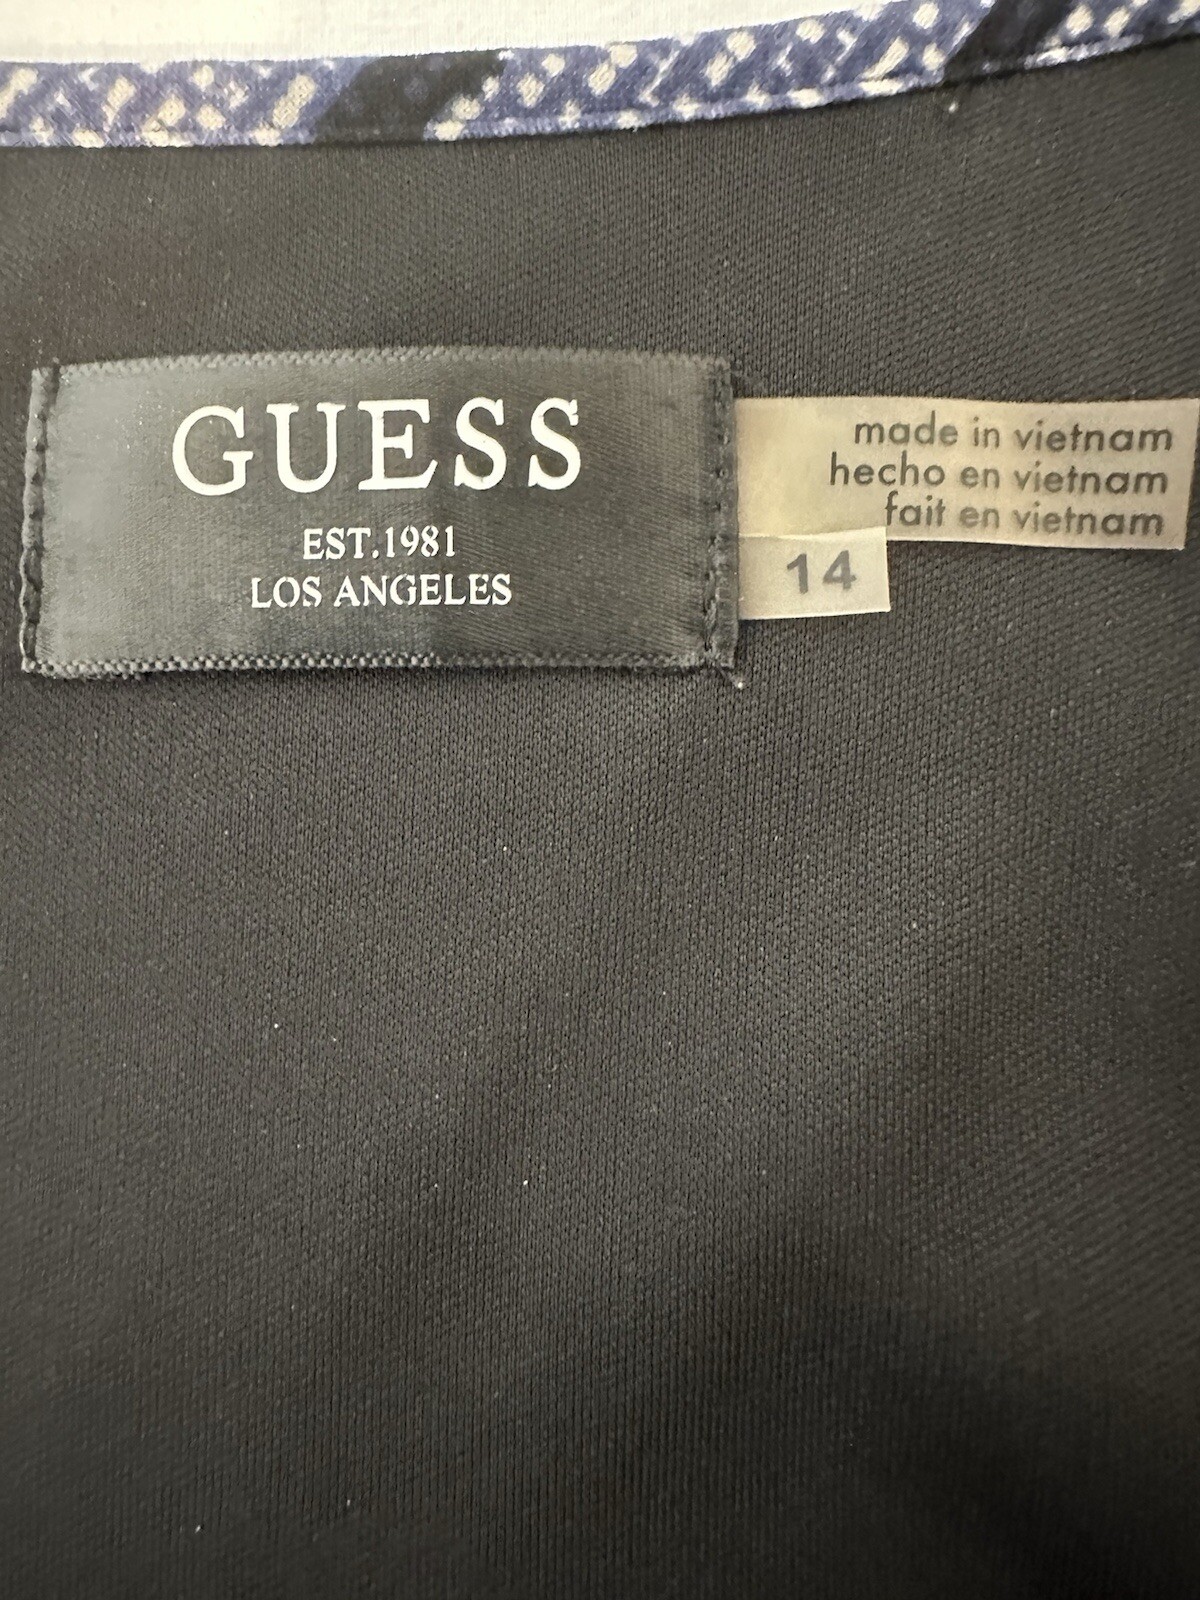 GUESS
EST.1981
LOS ANGELES
made in vietnam
hecho en vietnam
fait en vietnam
14